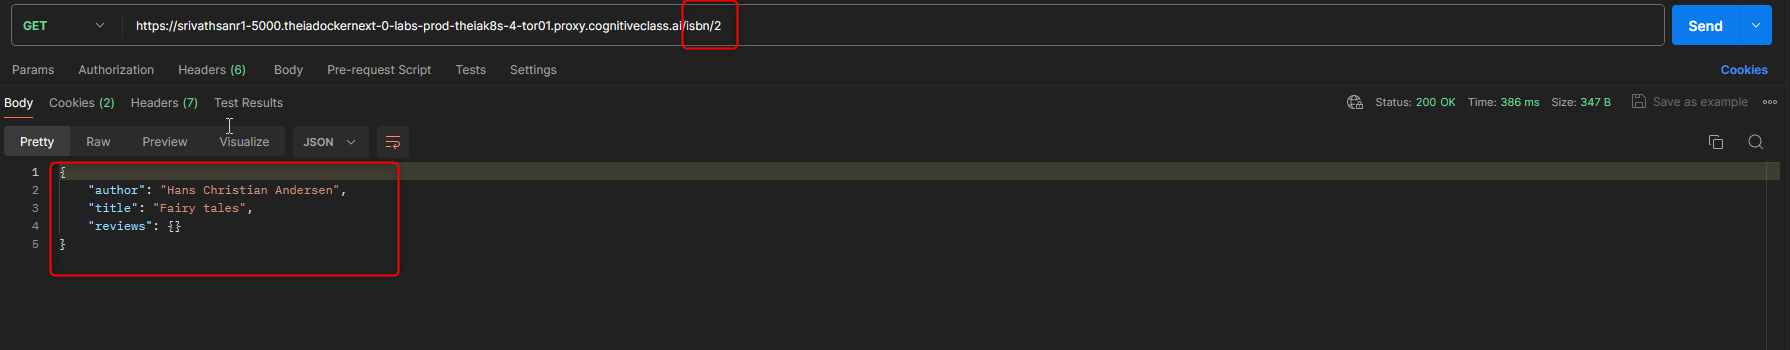 GET https://srivathsanr1-5000.theiadockernext-0-labs-prod-theiak8s-4-tor01.proxy.cognitiveclass.ai/isbn/2 Send
Params Authorization Headers (6) Body Pre-request Script Tests Settings Cookies
Body Cookies (2) Headers (7) Test Results Status: 200 OK Time: 386 ms Size: 347 B Save as example
Pretty Raw Preview Visualize JSON
1 {
2 "author": "Hans Christian Andersen",
3 "title": "Fairy tales",
4 "reviews": {}
5 }